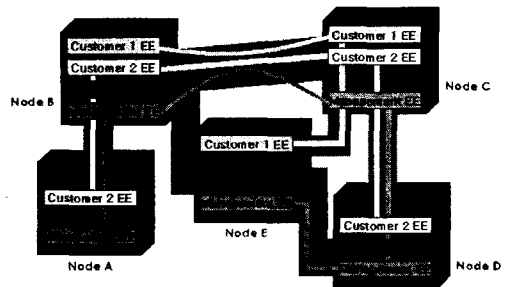 Customer 1 EE
Customer 2 EE
Node B
Customer 1 EE
Customer 2 EE
Node C
Customer 1 EE
Node E
Customer 2 EE
Node A
Customer 2 EE
Node D